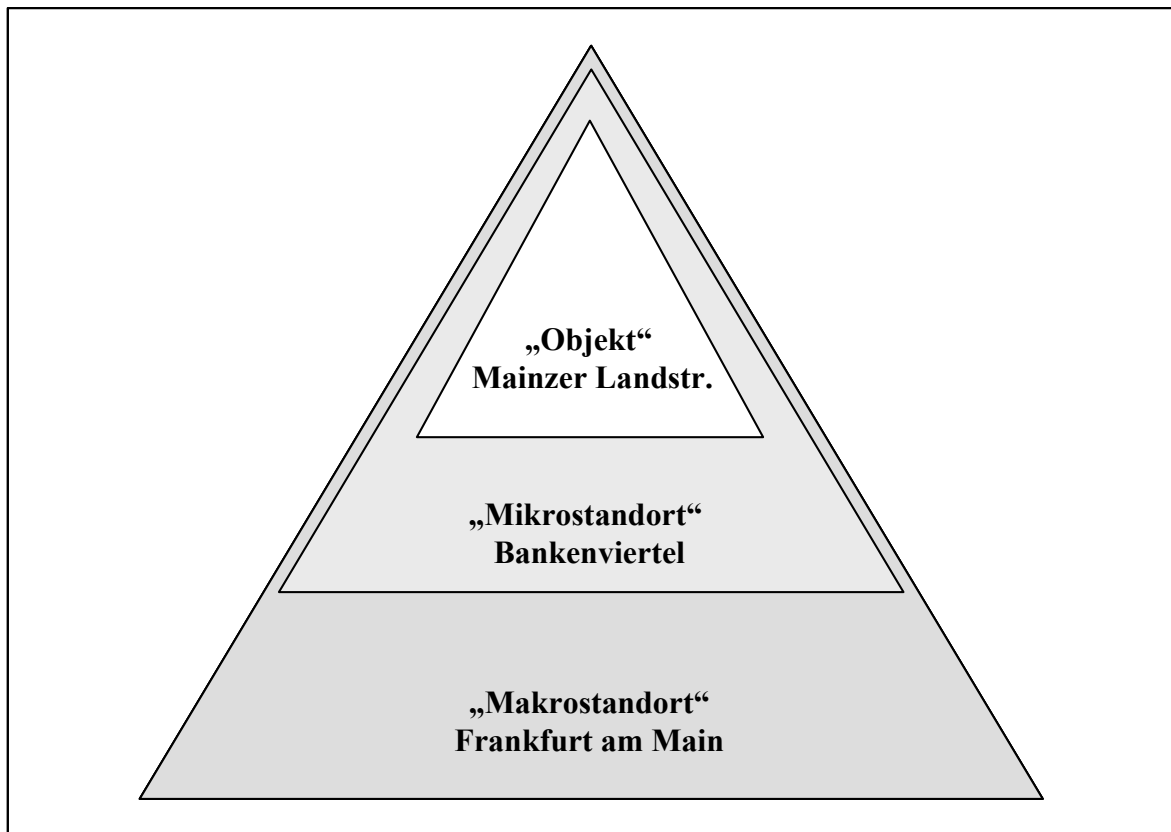 „Objekt“
Mainzer Landstr.
„Mikrostandort“
Bankenviertel
„Makrostandort“
Frankfurt am Main